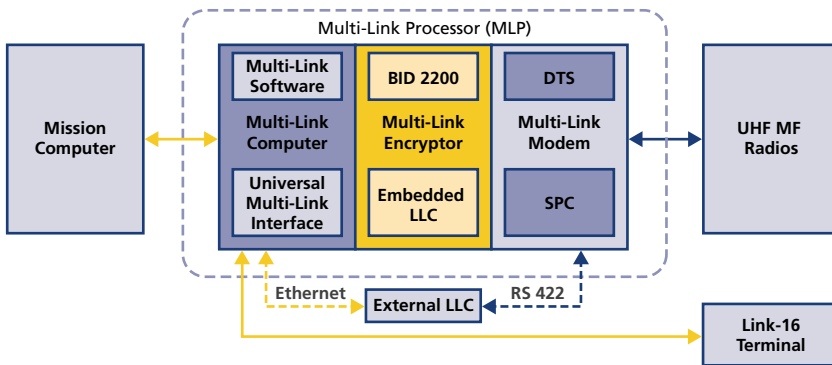 Multi-Link Processor (MLP)
Mission
Computer
Multi-Link
Software
Multi-Link
Computer
Universal
Multi-Link
Interface
BID 2200
Multi-Link
Encryptor
Embedded
LLC
DTS
Multi-Link
Modem
SPC
UHF MF
Radios
Ethernet
External LLC
RS 422
Link-16
Terminal